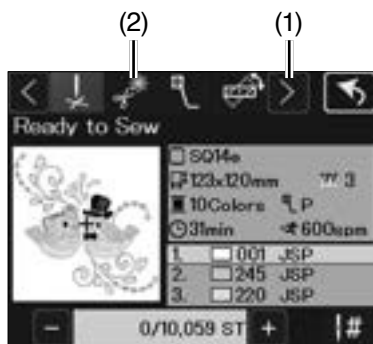 (2) (1)
Ready to Sew
SQ14e
123x120mm 3
10Colors P
31min 600spm
1. 001 JSP
2. 245 JSP
3. 220 JSP
- 0/10,059 ST + #